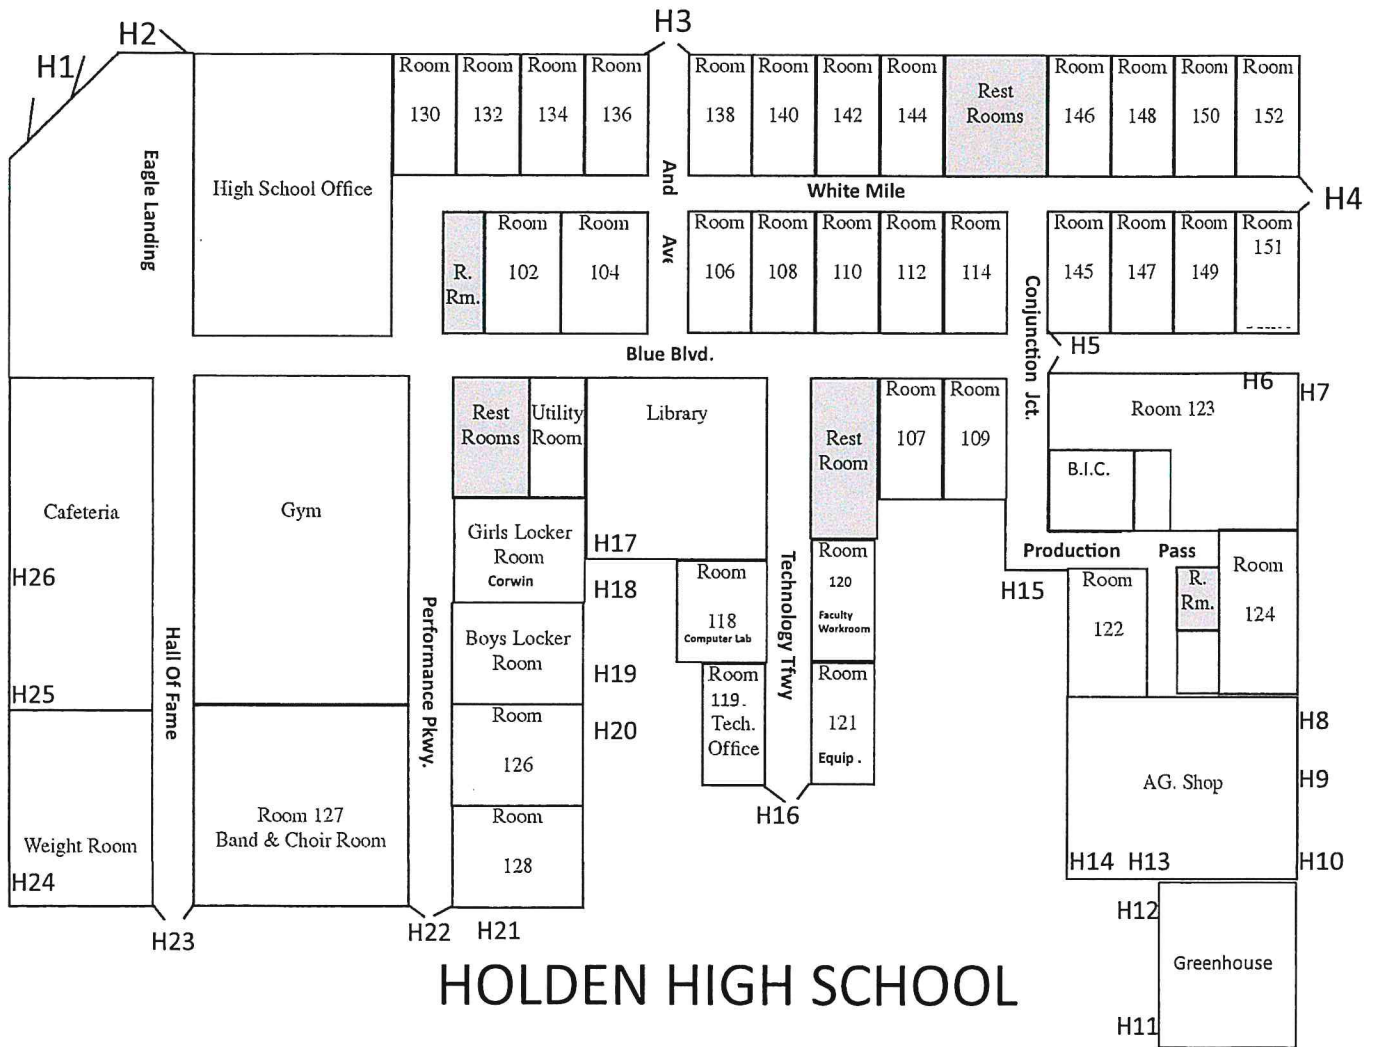 H1
H2
H3
Room
130
Room
132
Room
134
Room
136
Room
138
Room
140
Room
142
Room
144
Rest
Rooms
Room
146
Room
148
Room
150
Room
152
Eagle Landing
High School Office
And
Ave
White Mile
H4
R.
Rm.
Room
102
Room
104
Room
106
Room
108
Room
110
Room
112
Room
114
Conjunction Jct.
Room
145
Room
147
Room
149
Room
151
Blue Blvd.
H5
H6
H7
Cafeteria
Gym
Rest
Rooms
Utility
Room
Library
Rest
Room
Room
107
Room
109
Room 123
B.I.C.
Girls Locker
Room
Corwin
H17
H18
Room
118
Computer Lab
Technology Tfwy
Room
120
Faculty
Workroom
Production Pass
H15
Room
122
R.
Rm.
Room
124
H26
H25
Hall Of Fame
Performance Pkwy.
Boys Locker
Room
H19
H20
Room
119.
Tech.
Office
Room
121
Equip .
H16
Room
126
Room
128
Room 127
Band & Choir Room
Weight Room
H24
H23
H22
H21
AG. Shop
H8
H9
H10
H14
H13
H12
Greenhouse
H11
HOLDEN HIGH SCHOOL